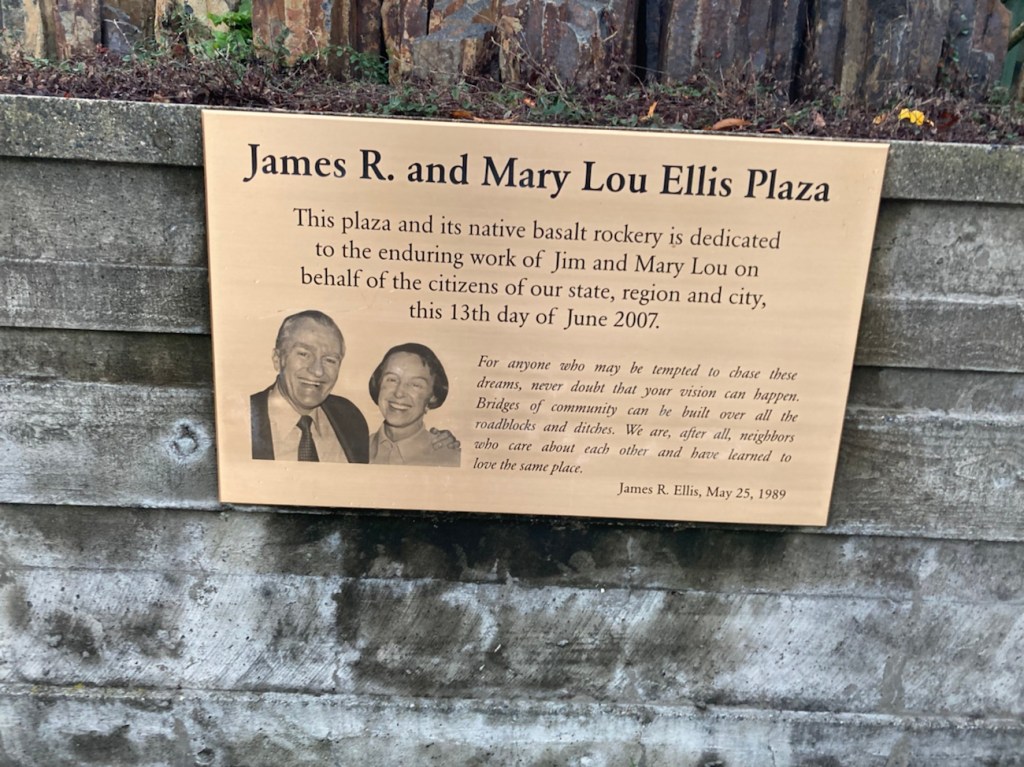 James R. and Mary Lou Ellis Plaza
This plaza and its native basalt rockery is dedicated
to the enduring work of Jim and Mary Lou on
behalf of the citizens of our state, region and city,
this 13th day of June 2007.
For anyone who may be tempted to chase these
dreams, never doubt that your vision can happen.
Bridges of community can be built over all the
roadblocks and ditches. We are, after all, neighbors
who care about each other and have learned to
love the same place.
James R. Ellis, May 25, 1989